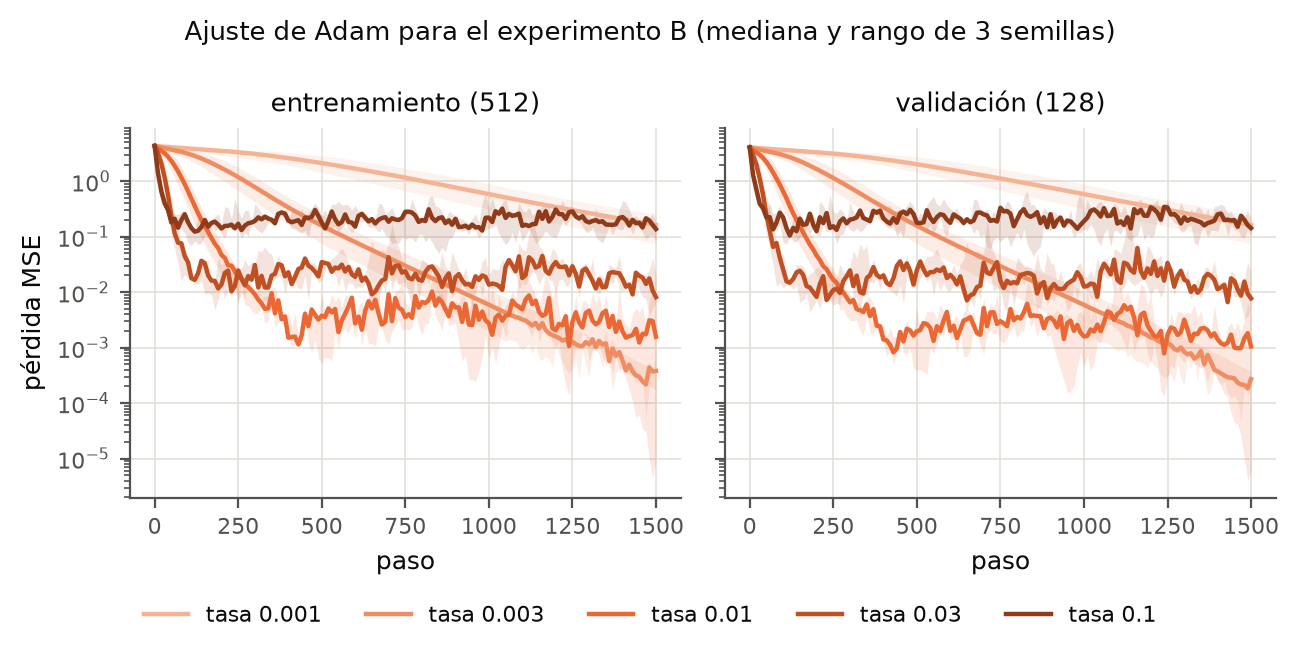 Ajuste de Adam para el experimento B (mediana y rango de 3 semillas)
entrenamiento (512)
validación (128)
pérdida MSE
10⁰
10⁻¹
10⁻²
10⁻³
10⁻⁴
10⁻⁵
0 250 500 750 1000 1250 1500
0 250 500 750 1000 1250 1500
paso
paso
tasa 0.001 tasa 0.003 tasa 0.01 tasa 0.03 tasa 0.1